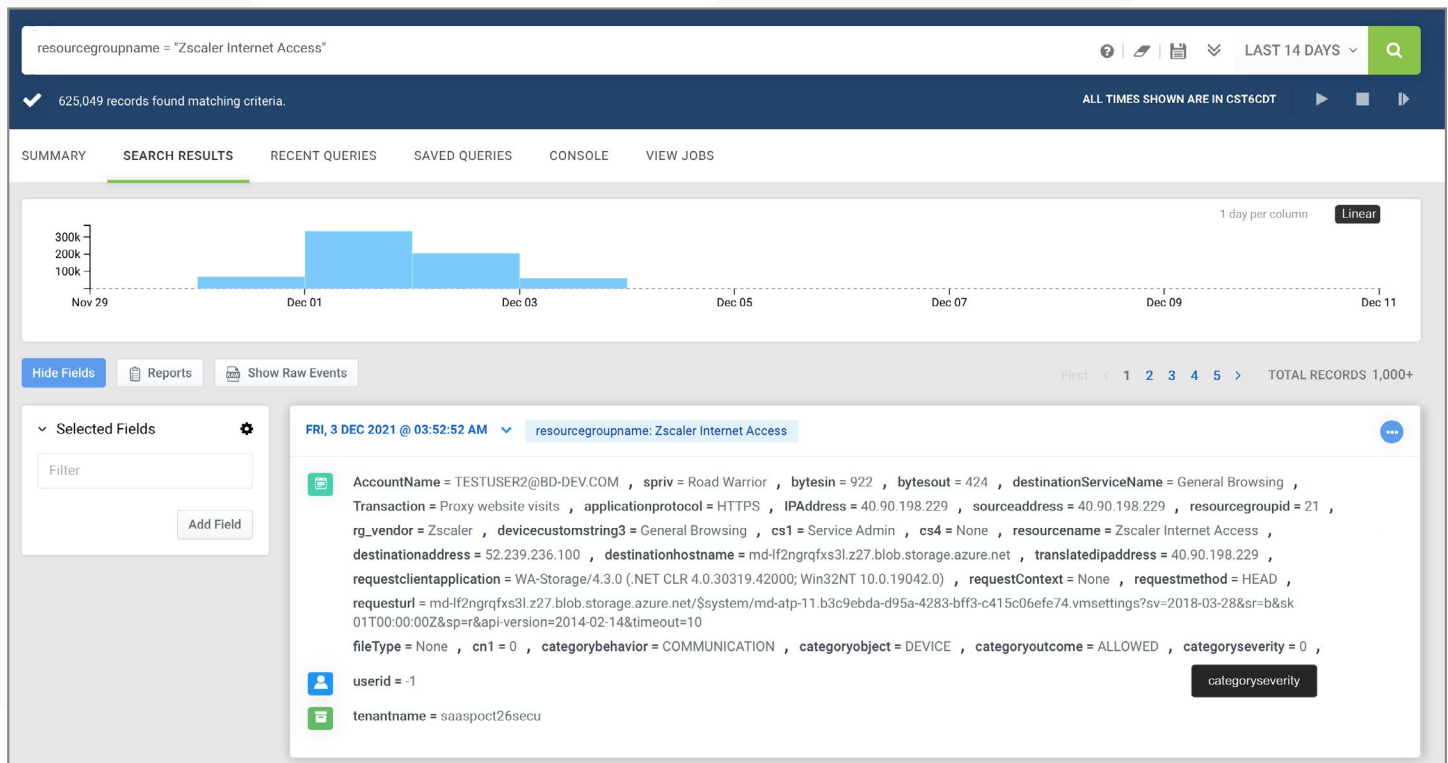 resourcegroupname = "Zscaler Internet Access"
LAST 14 DAYS
625,049 records found matching criteria.
ALL TIMES SHOWN ARE IN CST6CDT
SUMMARY SEARCH RESULTS RECENT QUERIES SAVED QUERIES CONSOLE VIEW JOBS
1 day per column Linear
300k
200k
100k
Nov 29 Dec 01 Dec 03 Dec 05 Dec 07 Dec 09 Dec 11
Hide Fields Reports Show Raw Events First 1 2 3 4 5 TOTAL RECORDS 1,000+
Selected Fields
Filter
Add Field
FRI, 3 DEC 2021 @ 03:52:52 AM resourcegroupname: Zscaler Internet Access
AccountName = TESTUSER2@BD-DEV.COM , spriv = Road Warrior , bytesin = 922 , bytesout = 424 , destinationServiceName = General Browsing ,
Transaction = Proxy website visits , applicationprotocol = HTTPS , IPAddress = 40.90.198.229 , sourceaddress = 40.90.198.229 , resourcegroupid = 21 ,
rg_vendor = Zscaler , devicecustomstring3 = General Browsing , cs1 = Service Admin , cs4 = None , resourcename = Zscaler Internet Access ,
destinationaddress = 52.239.236.100 , destinationhostname = md-lf2ngrqfxs3l.z27.blob.storage.azure.net , translatedipaddress = 40.90.198.229 ,
requestclientapplication = WA-Storage/4.3.0 (.NET CLR 4.0.30319.42000; Win32NT 10.0.19042.0) , requestContext = None , requestmethod = HEAD ,
requesturl = md-lf2ngrqfxs3l.z27.blob.storage.azure.net/$system/md-atp-11.b3c9ebda-d95a-4283-bff3-c415c06efe74.vmsettings?sv=2018-03-28&sr=b&sk
01T00:00:00Z&sp=r&api-version=2014-02-14&timeout=10
fileType = None , cn1 = 0 , categorybehavior = COMMUNICATION , categoryobject = DEVICE , categoryoutcome = ALLOWED , categoryseverity = 0 ,
userid = -1
categoryseverity
tenantname = saaspoct26secu